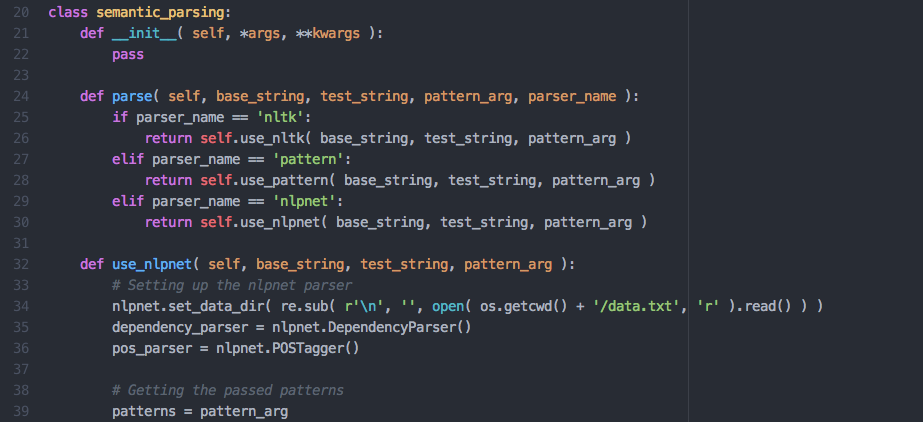 20 class semantic_parsing:
21     def __init__( self, *args, **kwargs ):
22         pass
23
24     def parse( self, base_string, test_string, pattern_arg, parser_name ):
25         if parser_name == 'nltk':
26             return self.use_nltk( base_string, test_string, pattern_arg )
27         elif parser_name == 'pattern':
28             return self.use_pattern( base_string, test_string, pattern_arg )
29         elif parser_name == 'nlpnet':
30             return self.use_nlpnet( base_string, test_string, pattern_arg )
31
32     def use_nlpnet( self, base_string, test_string, pattern_arg ):
33         # Setting up the nlpnet parser
34         nlpnet.set_data_dir( re.sub( r'\n', '', open( os.getcwd() + '/data.txt', 'r' ).read() ) )
35         dependency_parser = nlpnet.DependencyParser()
36         pos_parser = nlpnet.POSTagger()
37
38         # Getting the passed patterns
39         patterns = pattern_arg